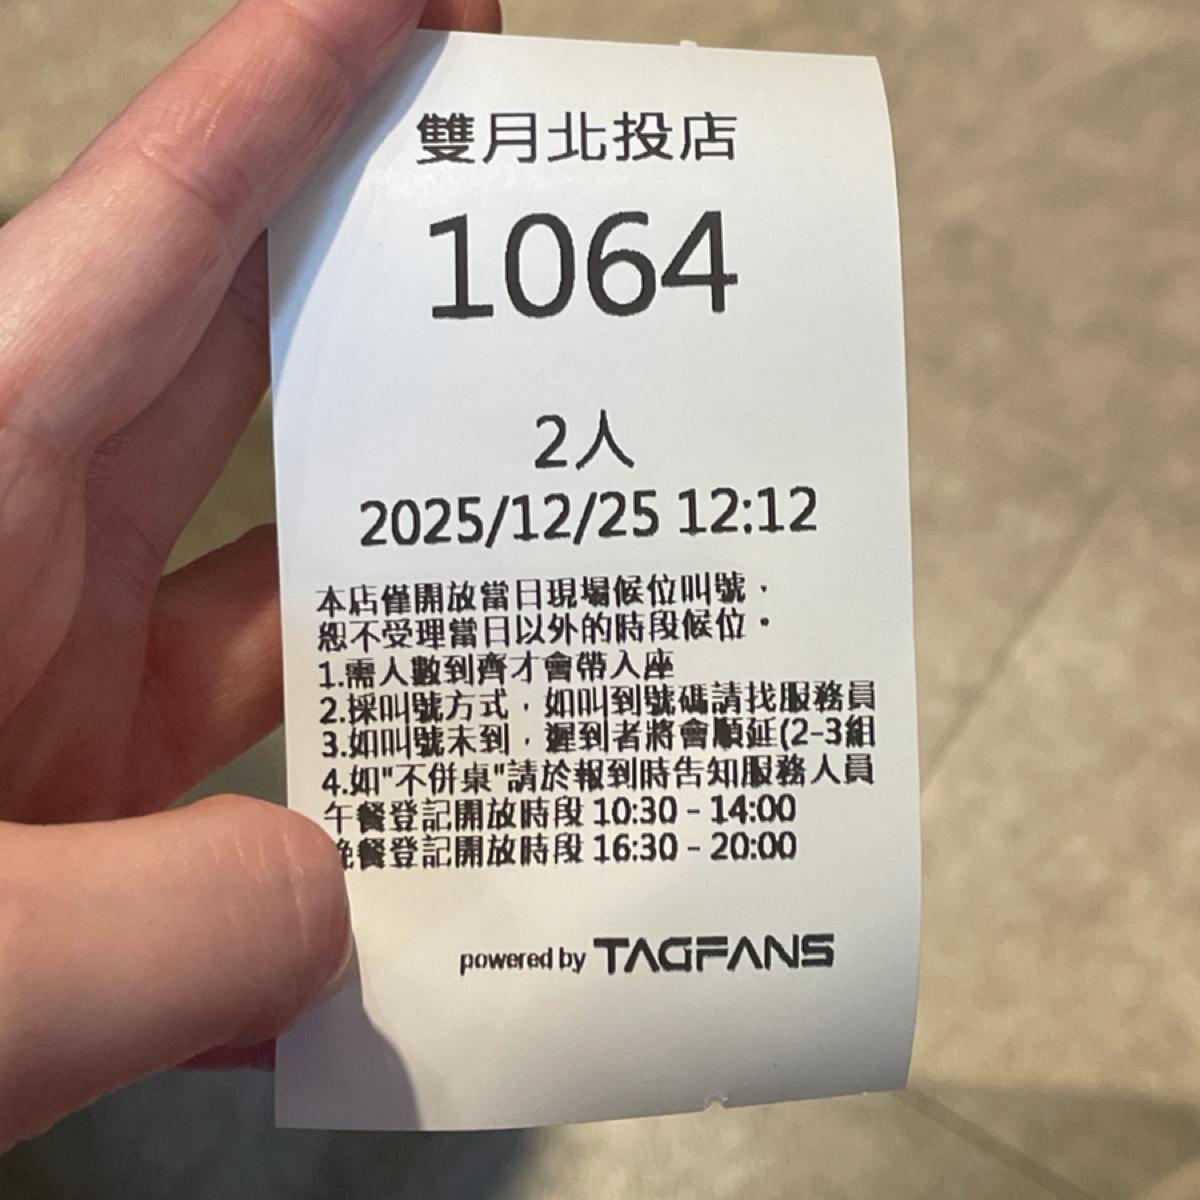 雙月北投店
1064
2人
2025/12/25 12:12
本店僅開放當日現場候位叫號，
恕不受理當日以外的時段候位。
1.需人數到齊才會帶入座
2.採叫號方式，如叫到號碼請找服務員
3.如叫號未到，遲到者將會順延(2-3組
4.如"不併桌"請於報到時告知服務人員
午餐登記開放時段 10:30 - 14:00
晚餐登記開放時段 16:30 - 20:00
powered by TAGFANS